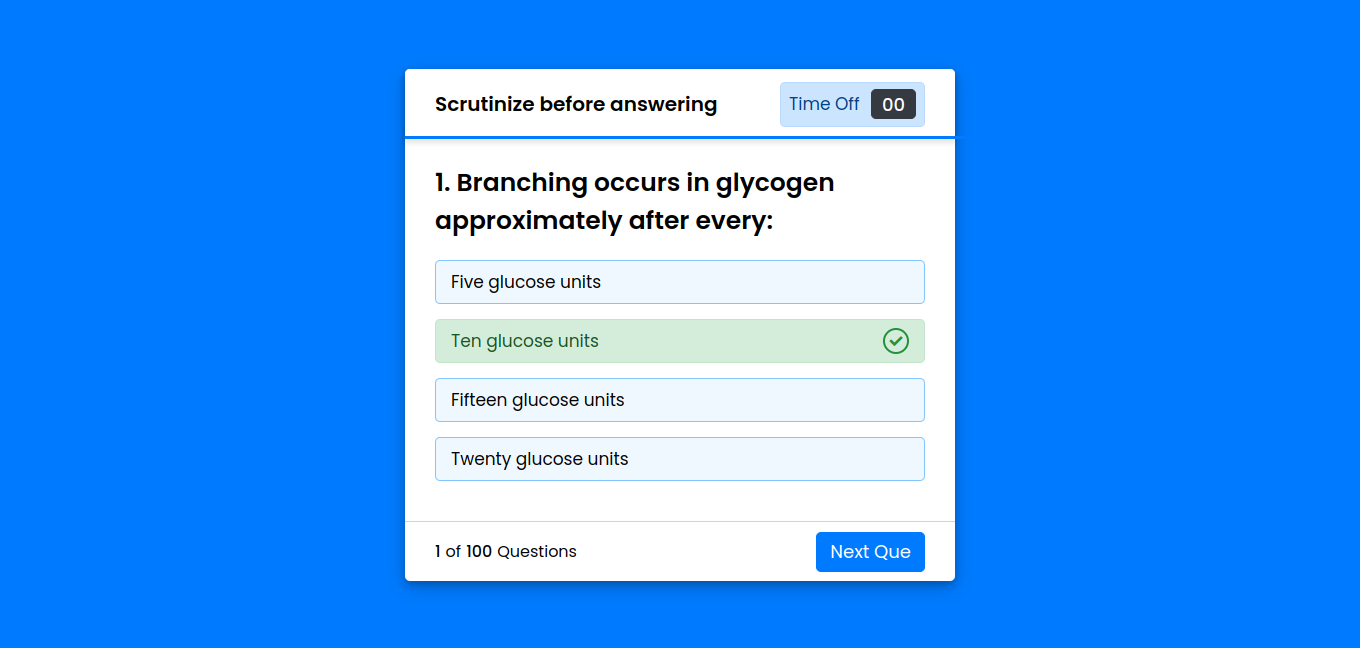 Scrutinize before answering
Time Off 00
1. Branching occurs in glycogen
approximately after every:
Five glucose units
Ten glucose units
Fifteen glucose units
Twenty glucose units
1 of 100 Questions
Next Que